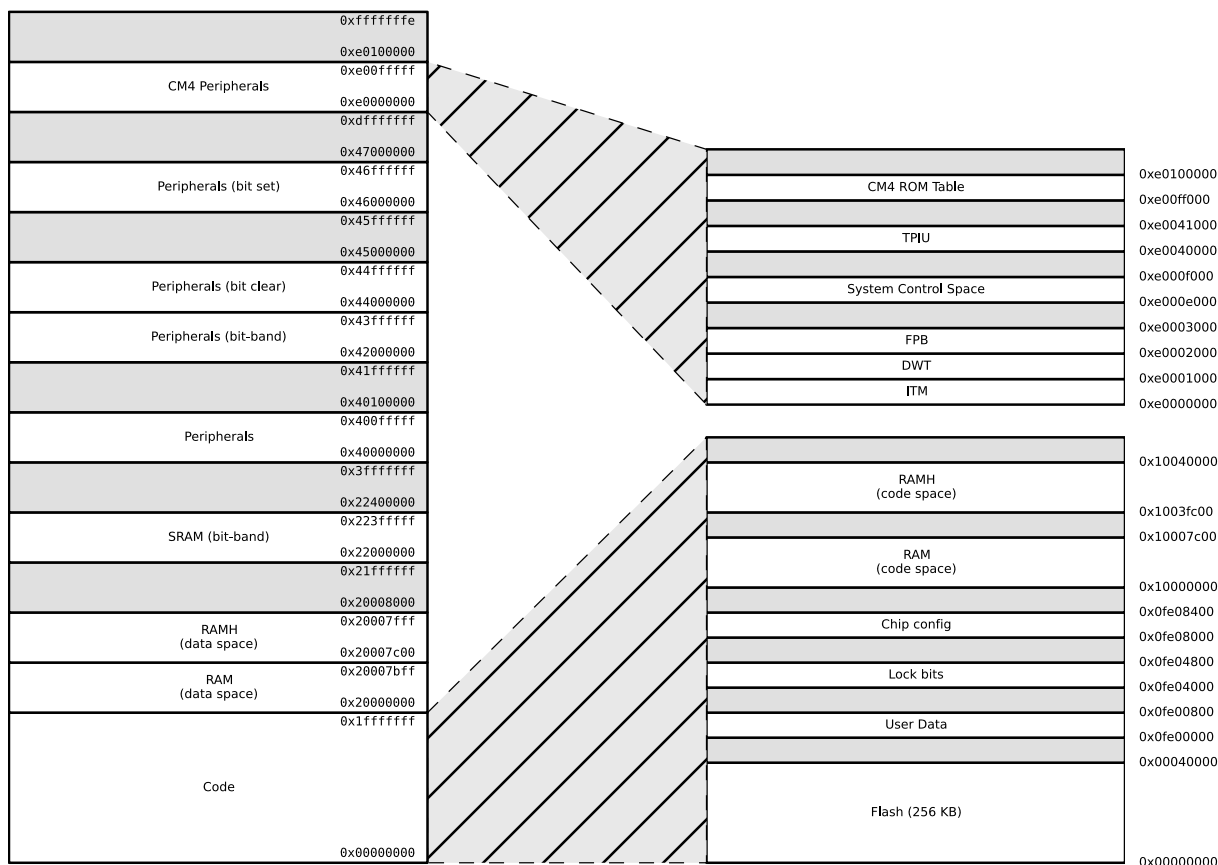 0xfffffffe
0xe0100000
0xe00fffff
CM4 Peripherals
0xe0000000
0xdfffffff
0x47000000
0x46ffffff
Peripherals (bit set)
0x46000000
0x45ffffff
0x45000000
0x44ffffff
Peripherals (bit clear)
0x44000000
0x43ffffff
Peripherals (bit-band)
0x42000000
0x41ffffff
0x40100000
0x400fffff
Peripherals
0x40000000
0x3fffffff
0x22400000
0x223fffff
SRAM (bit-band)
0x22000000
0x21ffffff
0x20008000
0x20007fff
RAMH
(data space)
0x20007c00
0x20007bff
RAM
(data space)
0x20000000
0x1fffffff
Code
0x00000000
0xe0100000
CM4 ROM Table
0xe00ff000
0xe0041000
TPIU
0xe0040000
0xe000f000
System Control Space
0xe000e000
0xe0003000
FPB
0xe0002000
DWT
0xe0001000
ITM
0xe0000000
0x10040000
RAMH
(code space)
0x1003fc00
0x10007c00
RAM
(code space)
0x10000000
0x0fe08400
Chip config
0x0fe08000
0x0fe04800
Lock bits
0x0fe04000
0x0fe00800
User Data
0x0fe00000
0x00040000
Flash (256 KB)
0x00000000